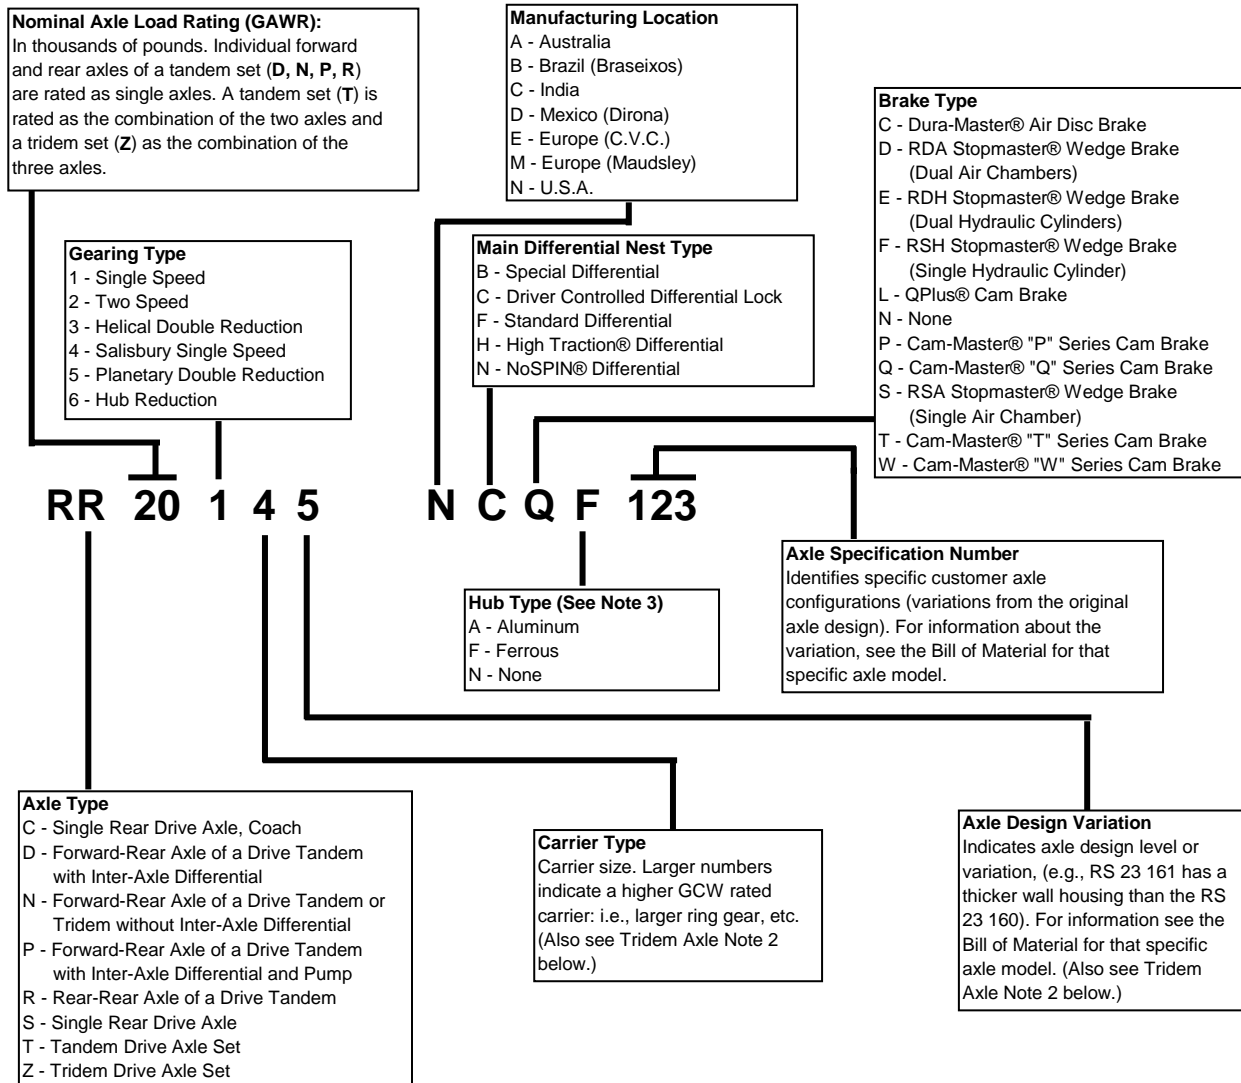 Nominal Axle Load Rating (GAWR):
In thousands of pounds. Individual forward
and rear axles of a tandem set (D, N, P, R)
are rated as single axles. A tandem set (T) is
rated as the combination of the two axles and
a tridem set (Z) as the combination of the
three axles.
Manufacturing Location
A - Australia
B - Brazil (Braseixos)
C - India
D - Mexico (Dirona)
E - Europe (C.V.C.)
M - Europe (Maudsley)
N - U.S.A.
Brake Type
C - Dura-Master® Air Disc Brake
D - RDA Stopmaster® Wedge Brake
(Dual Air Chambers)
E - RDH Stopmaster® Wedge Brake
(Dual Hydraulic Cylinders)
F - RSH Stopmaster® Wedge Brake
(Single Hydraulic Cylinder)
L - QPlus® Cam Brake
N - None
P - Cam-Master® "P" Series Cam Brake
Q - Cam-Master® "Q" Series Cam Brake
S - RSA Stopmaster® Wedge Brake
(Single Air Chamber)
T - Cam-Master® "T" Series Cam Brake
W - Cam-Master® "W" Series Cam Brake
Gearing Type
1 - Single Speed
2 - Two Speed
3 - Helical Double Reduction
4 - Salisbury Single Speed
5 - Planetary Double Reduction
6 - Hub Reduction
Main Differential Nest Type
B - Special Differential
C - Driver Controlled Differential Lock
F - Standard Differential
H - High Traction® Differential
N - NoSPIN® Differential
RR 20 1 4 5 N C Q F 123
Hub Type (See Note 3)
A - Aluminum
F - Ferrous
N - None
Axle Specification Number
Identifies specific customer axle
configurations (variations from the original
axle design). For information about the
variation, see the Bill of Material for that
specific axle model.
Axle Type
C - Single Rear Drive Axle, Coach
D - Forward-Rear Axle of a Drive Tandem
with Inter-Axle Differential
N - Forward-Rear Axle of a Drive Tandem or
Tridem without Inter-Axle Differential
P - Forward-Rear Axle of a Drive Tandem
with Inter-Axle Differential and Pump
R - Rear-Rear Axle of a Drive Tandem
S - Single Rear Drive Axle
T - Tandem Drive Axle Set
Z - Tridem Drive Axle Set
Carrier Type
Carrier size. Larger numbers
indicate a higher GCW rated
carrier: i.e., larger ring gear, etc.
(Also see Tridem Axle Note 2
below.)
Axle Design Variation
Indicates axle design level or
variation, (e.g., RS 23 161 has a
thicker wall housing than the RS
23 160). For information see the
Bill of Material for that specific
axle model. (Also see Tridem
Axle Note 2 below.)